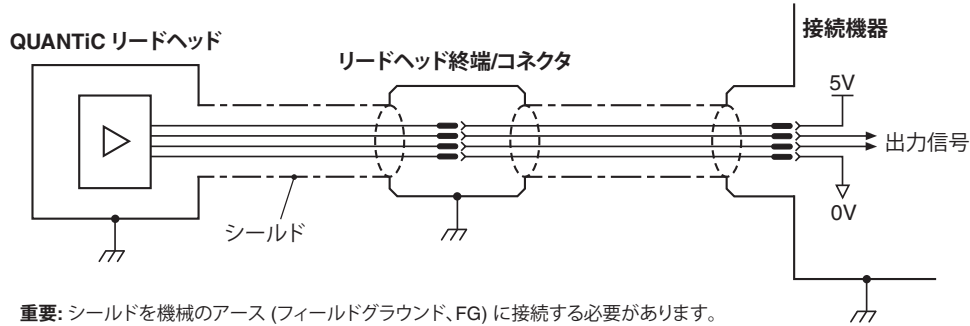 QUANTiC リードヘッド
リードヘッド終端/コネクタ
接続機器
5V
出力信号
0V
シールド
重要: シールドを機械のアース (フィールドグラウンド、FG) に接続する必要があります。